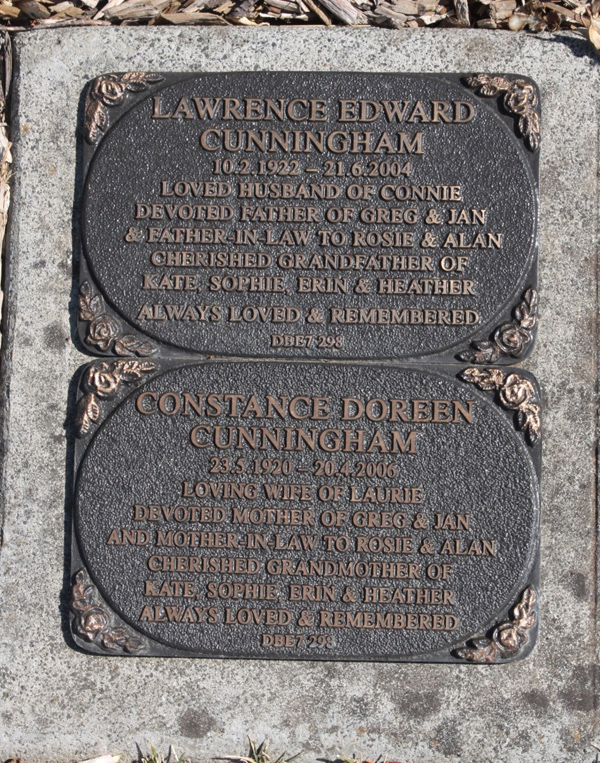 LAWRENCE EDWARD
CUNNINGHAM
10.2.1922 – 21.6.2004
LOVED HUSBAND OF CONNIE
DEVOTED FATHER OF GREG & JAN
& FATHER-IN-LAW TO ROSIE & ALAN
CHERISHED GRANDFATHER OF
KATE, SOPHIE, ERIN & HEATHER
ALWAYS LOVED & REMEMBERED
DBE7 298
CONSTANCE DOREEN
CUNNINGHAM
23.5.1920 – 20.4.2006
LOVING WIFE OF LAURIE
DEVOTED MOTHER OF GREG & JAN
AND MOTHER-IN-LAW TO ROSIE & ALAN
CHERISHED GRANDMOTHER OF
KATE, SOPHIE, ERIN & HEATHER
ALWAYS LOVED & REMEMBERED
DBE7 298